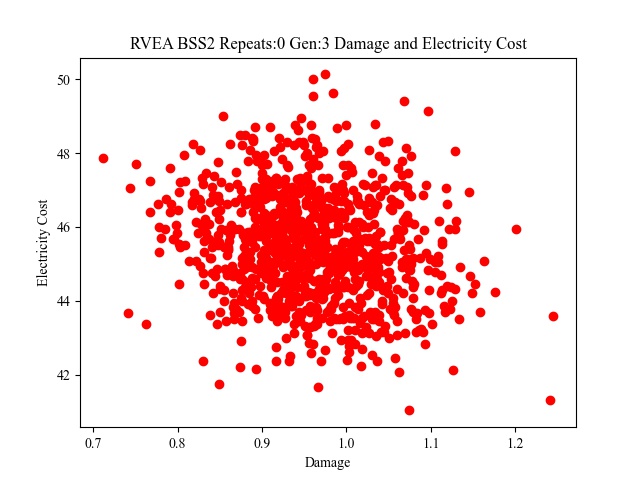 RVEA BSS2 Repeats:0 Gen:3 Damage and Electricity Cost
50
48
46
44
42
Electricity Cost
0.7 0.8 0.9 1.0 1.1 1.2
Damage